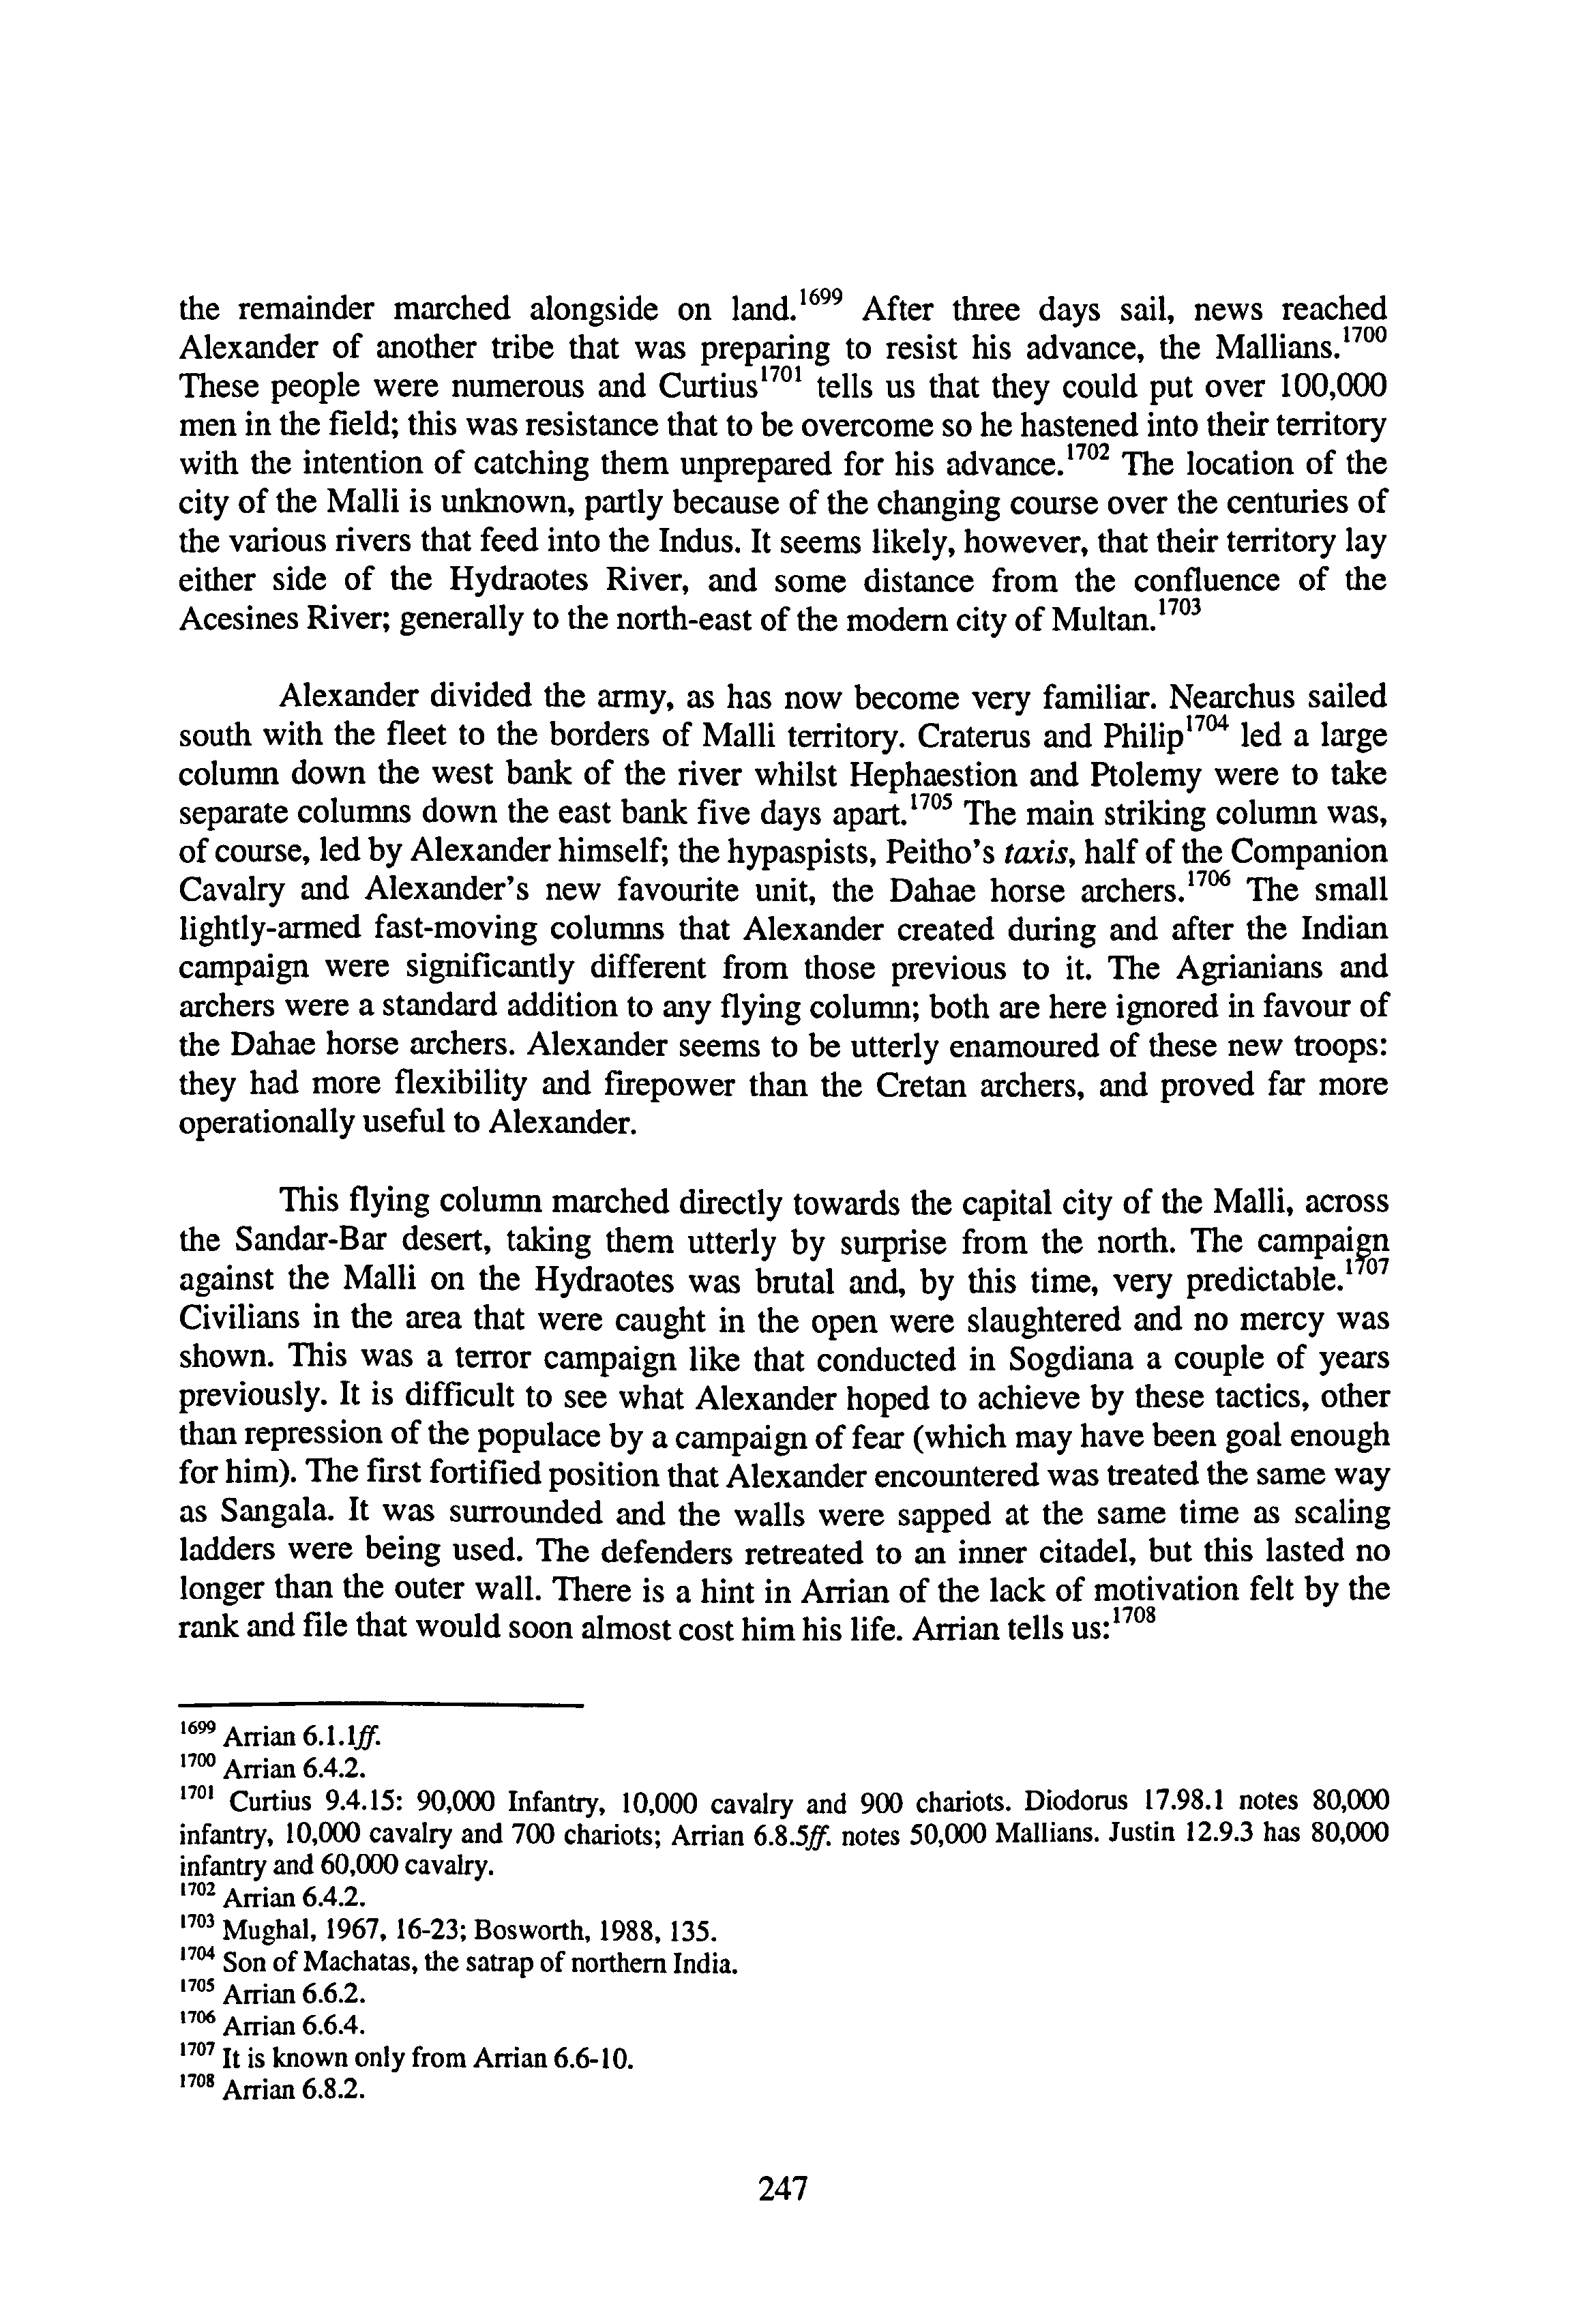 the remainder marched alongside on land.1699 After three days sail, news reached
Alexander of another tribe that was preparing to resist his advance, the Mallians.1700
These people were numerous and Curtius1701 tells us that they could put over 100,000
men in the field; this was resistance that to be overcome so he hastened into their territory
with the intention of catching them unprepared for his advance.1702 The location of the
city of the Malli is unknown, partly because of the changing course over the centuries of
the various rivers that feed into the Indus. It seems likely, however, that their territory lay
either side of the Hydraotes River, and some distance from the confluence of the
Acesines River; generally to the north-east of the modern city of Multan.1703
Alexander divided the army, as has now become very familiar. Nearchus sailed
south with the fleet to the borders of Malli territory. Craterus and Philip1704 led a large
column down the west bank of the river whilst Hephaestion and Ptolemy were to take
separate columns down the east bank five days apart.1705 The main striking column was,
of course, led by Alexander himself; the hypaspists, Peitho's taxis, half of the Companion
Cavalry and Alexander's new favourite unit, the Dahae horse archers.1706 The small
lightly-armed fast-moving columns that Alexander created during and after the Indian
campaign were significantly different from those previous to it. The Agrianians and
archers were a standard addition to any flying column; both are here ignored in favour of
the Dahae horse archers. Alexander seems to be utterly enamoured of these new troops:
they had more flexibility and firepower than the Cretan archers, and proved far more
operationally useful to Alexander.
This flying column marched directly towards the capital city of the Malli, across
the Sandar-Bar desert, taking them utterly by surprise from the north. The campaign
against the Malli on the Hydraotes was brutal and, by this time, very predictable.1707
Civilians in the area that were caught in the open were slaughtered and no mercy was
shown. This was a terror campaign like that conducted in Sogdiana a couple of years
previously. It is difficult to see what Alexander hoped to achieve by these tactics, other
than repression of the populace by a campaign of fear (which may have been goal enough
for him). The first fortified position that Alexander encountered was treated the same way
as Sangala. It was surrounded and the walls were sapped at the same time as scaling
ladders were being used. The defenders retreated to an inner citadel, but this lasted no
longer than the outer wall. There is a hint in Arrian of the lack of motivation felt by the
rank and file that would soon almost cost him his life. Arrian tells us:1708
1699 Arrian 6.1.1ff.
1700 Arrian 6.4.2.
1701 Curtius 9.4.15: 90,000 Infantry, 10,000 cavalry and 900 chariots. Diodorus 17.98.1 notes 80,000
infantry, 10,000 cavalry and 700 chariots; Arrian 6.8.5ff. notes 50,000 Mallians. Justin 12.9.3 has 80,000
infantry and 60,000 cavalry.
1702 Arrian 6.4.2.
1703 Mughal, 1967, 16-23; Bosworth, 1988, 135.
1704 Son of Machatas, the satrap of northern India.
1705 Arrian 6.6.2.
1706 Arrian 6.6.4.
1707 It is known only from Arrian 6.6-10.
1708 Arrian 6.8.2.
247